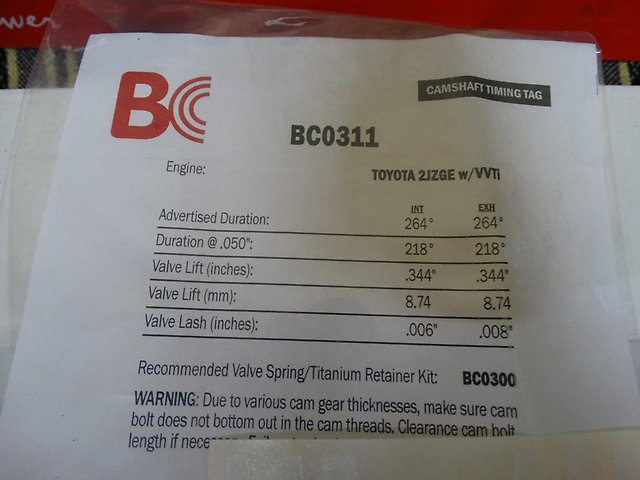 wer
BC
CAMSHAFT TIMING TAG
BC0311
Engine: TOYOTA 2JZGE w/VVTi
INT EXH
Advertised Duration: 264° 264°
Duration @ .050": 218° 218°
Valve Lift (inches): .344" .344"
Valve Lift (mm): 8.74 8.74
Valve Lash (inches): .006" .008"
Recommended Valve Spring/Titanium Retainer Kit: BC0300
WARNING: Due to various cam gear thicknesses, make sure cam
bolt does not bottom out in the cam threads. Clearance cam bolt
length if